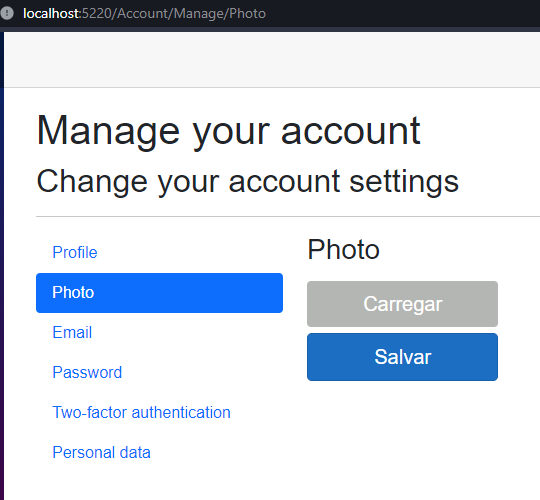 localhost:5220/Account/Manage/Photo
Manage your account
Change your account settings
Profile
Photo
Email
Password
Two-factor authentication
Personal data
Photo
Carregar
Salvar